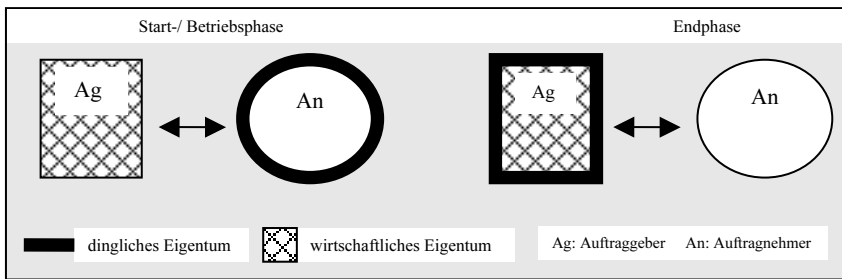 Start-/ Betriebsphase Endphase
Ag An Ag An
dingliches Eigentum wirtschaftliches Eigentum Ag: Auftraggeber An: Auftragnehmer